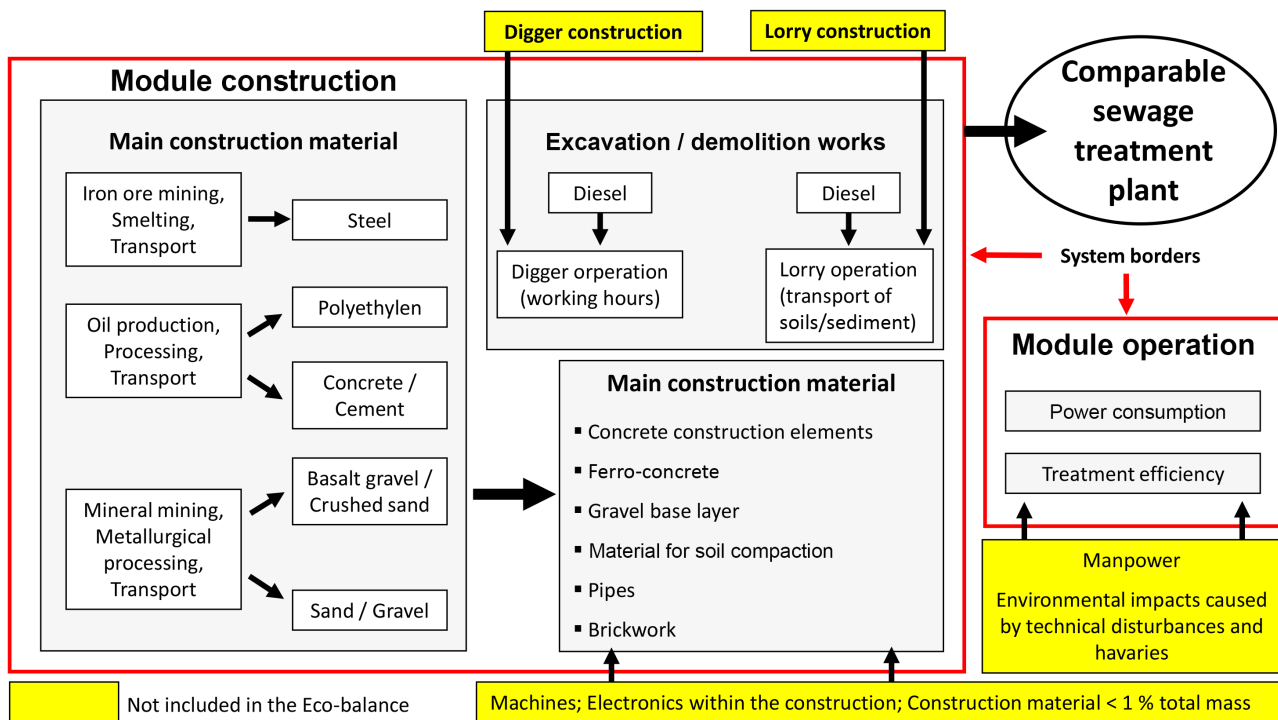 Digger construction
Lorry construction
Module construction
Main construction material
Iron ore mining,
Smelting,
Transport
Steel
Oil production,
Processing,
Transport
Polyethylen
Concrete /
Cement
Mineral mining,
Metallurgical
processing,
Transport
Basalt gravel /
Crushed sand
Sand / Gravel
Excavation / demolition works
Diesel
Diesel
Digger orperation
(working hours)
Lorry operation
(transport of
soils/sediment)
Main construction material
▪ Concrete construction elements
▪ Ferro-concrete
▪ Gravel base layer
▪ Material for soil compaction
▪ Pipes
▪ Brickwork
Comparable
sewage
treatment
plant
System borders
Module operation
Power consumption
Treatment efficiency
Manpower
Environmental impacts caused
by technical disturbances and
havaries
Not included in the Eco-balance
Machines; Electronics within the construction; Construction material < 1 % total mass